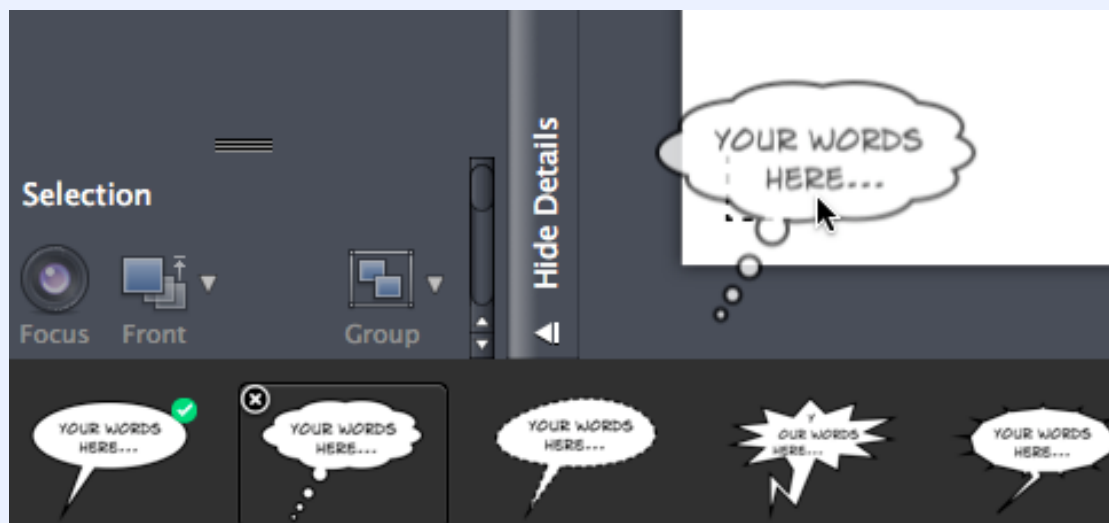 YOUR WORDS
HERE...
Selection
Hide Details
Focus
Front
Group
YOUR WORDS
HERE...
YOUR WORDS
HERE...
YOUR WORDS
HERE...
Y
OUR WORDS
HERE...
YOUR WORDS
HERE...